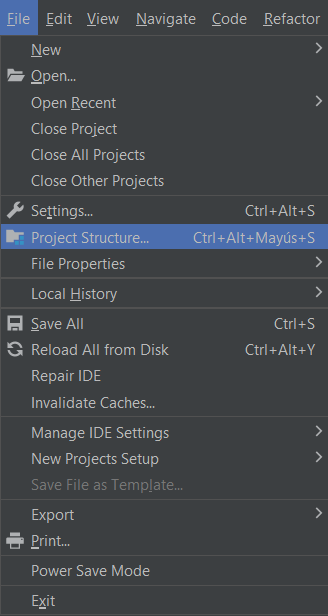 File Edit View Navigate Code Refactor
New
Open...
Open Recent
Close Project
Close All Projects
Close Other Projects
Settings... Ctrl+Alt+S
Project Structure... Ctrl+Alt+Mayús+S
File Properties
Local History
Save All Ctrl+S
Reload All from Disk Ctrl+Alt+Y
Repair IDE
Invalidate Caches...
Manage IDE Settings
New Projects Setup
Save File as Template...
Export
Print...
Power Save Mode
Exit